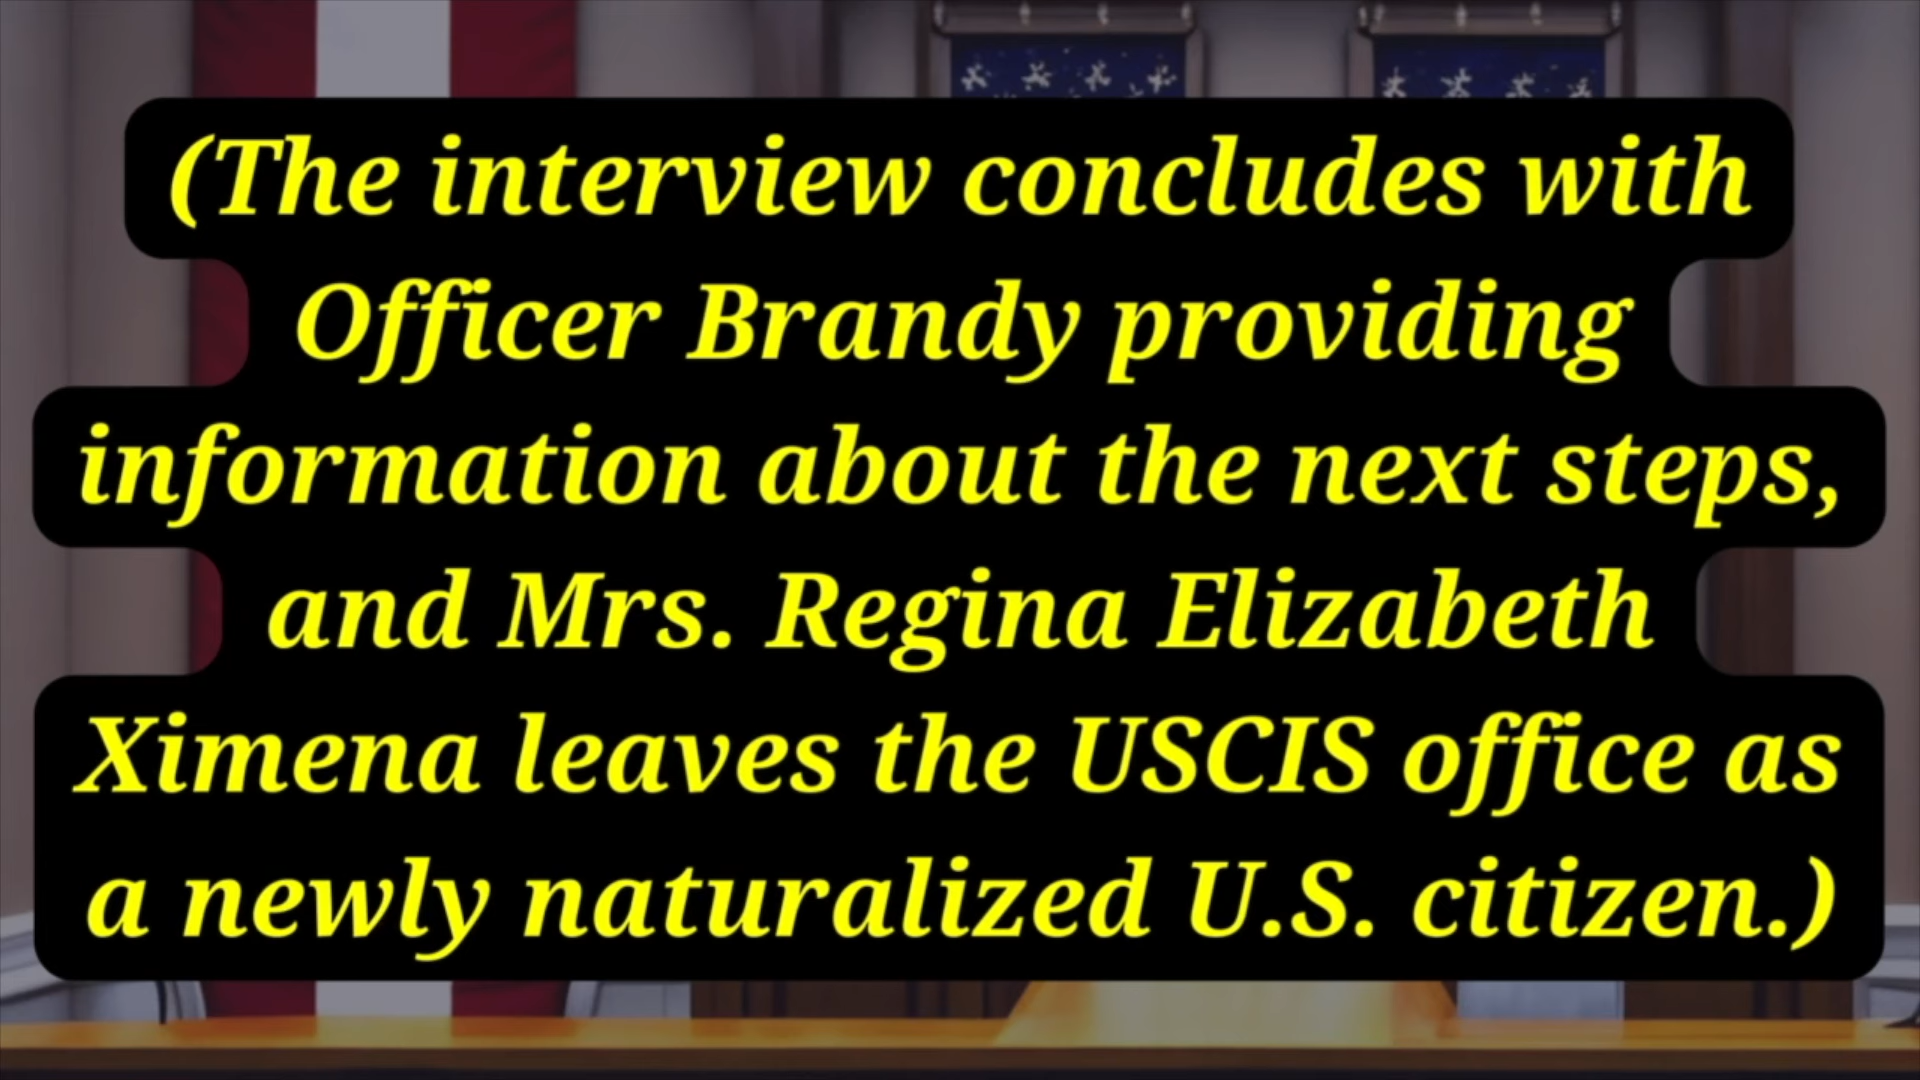 (The interview concludes with
Officer Brandy providing
information about the next steps,
and Mrs. Regina Elizabeth
Ximena leaves the USCIS office as
a newly naturalized U.S. citizen.)